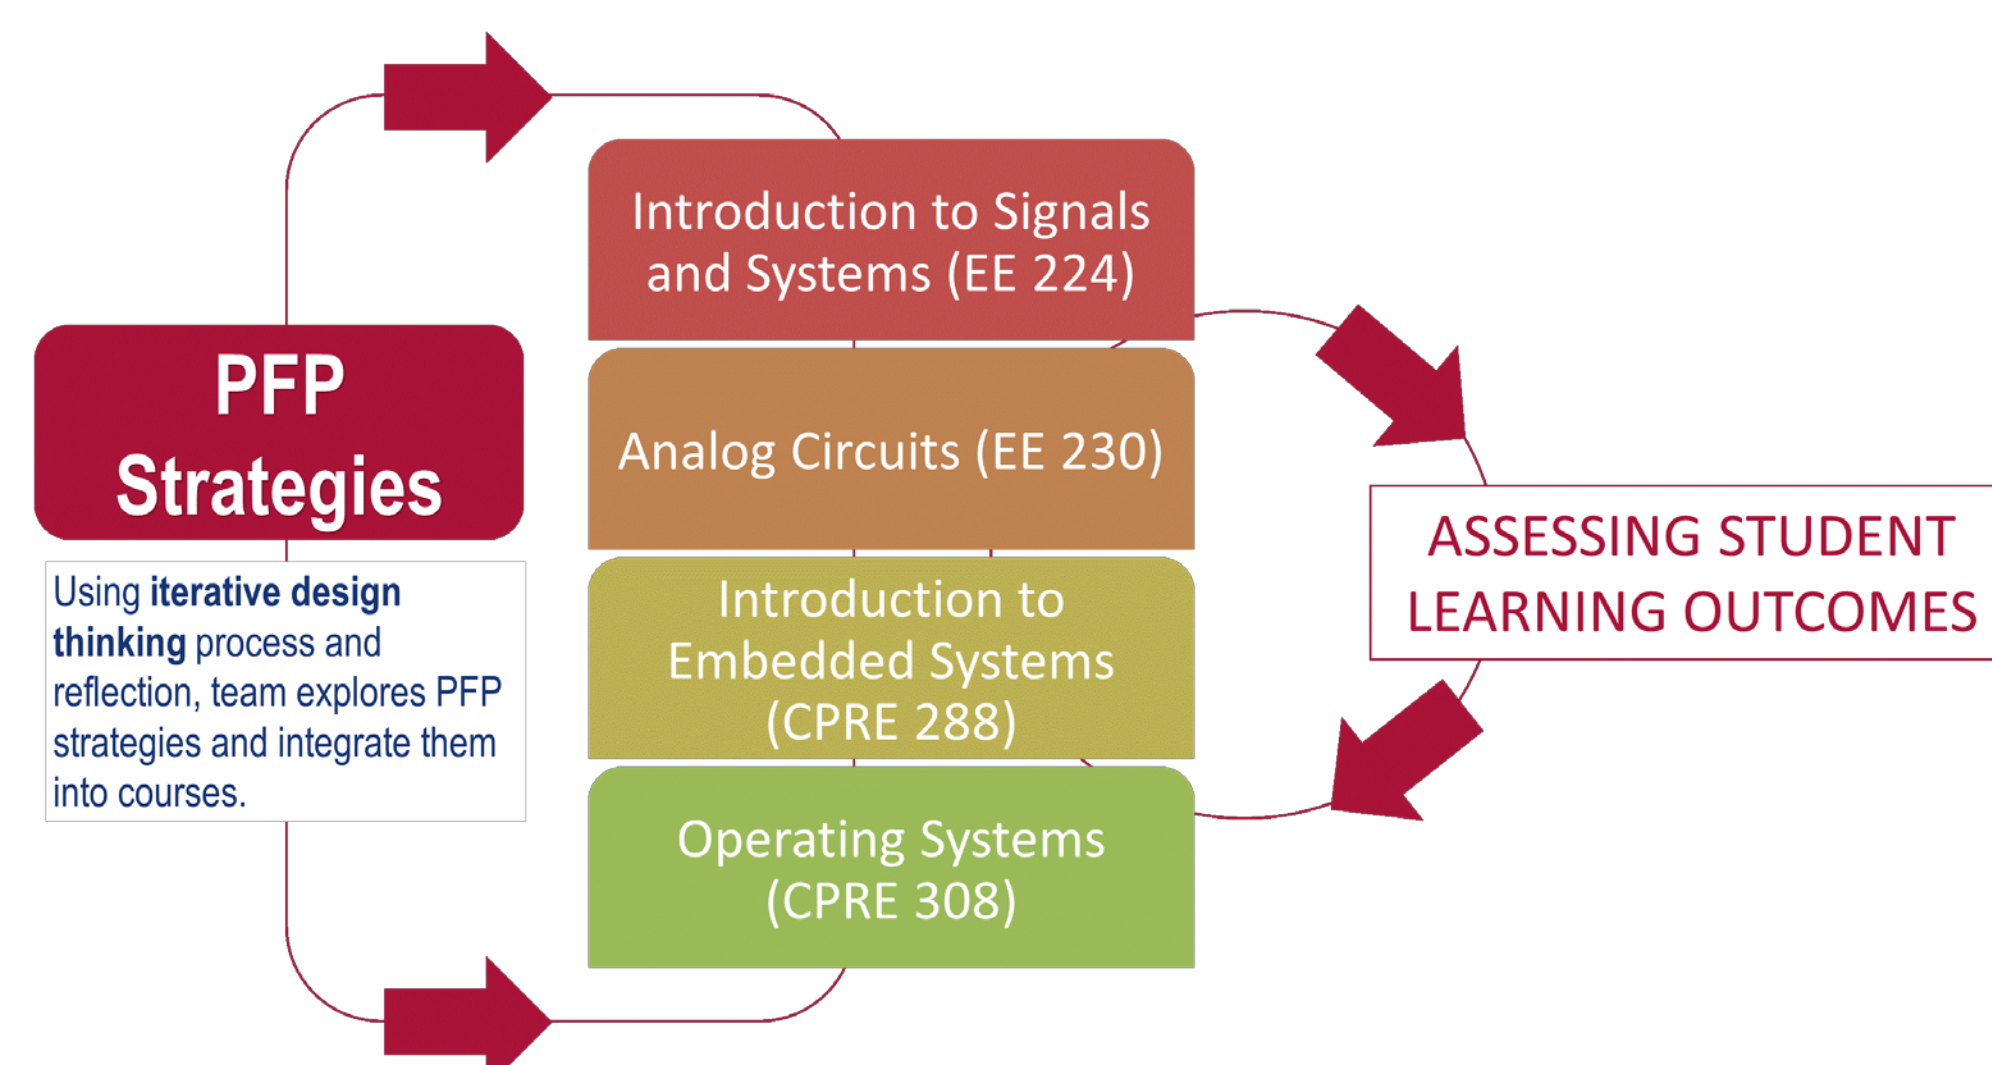 PFP
Strategies
Using iterative design
thinking process and
reflection, team explores PFP
strategies and integrate them
into courses.
Introduction to Signals
and Systems (EE 224)
Analog Circuits (EE 230)
Introduction to
Embedded Systems
(CPRE 288)
Operating Systems
(CPRE 308)
ASSESSING STUDENT
LEARNING OUTCOMES